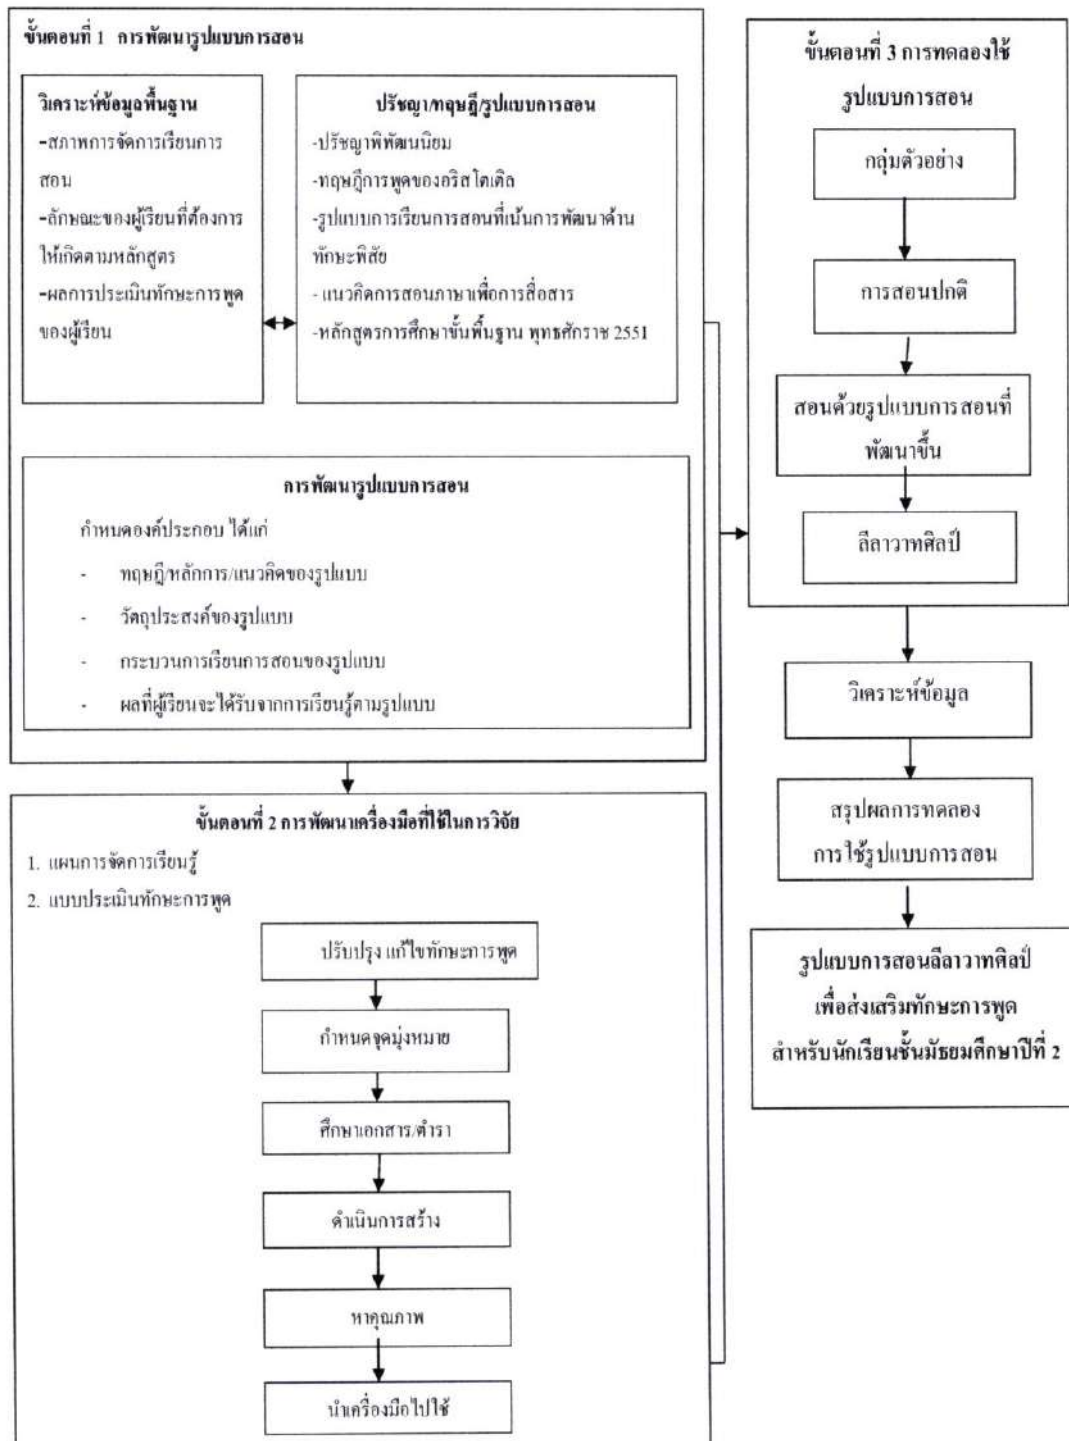 ขั้นตอนที่ 1 การพัฒนารูปแบบการสอน
วิเคราะห์ข้อมูลพื้นฐาน
-สภาพการจัดการเรียนการ
สอน
-ลักษณะของผู้เรียนที่ต้องการ
ให้เกิดตามหลักสูตร
-ผลการประเมินทักษะการพูด
ของผู้เรียน
ปรัชญา/ทฤษฎี/รูปแบบการสอน
-ปรัชญาพิพัฒนนิยม
-ทฤษฎีการพูดของอริสโตเติล
-รูปแบบการเรียนการสอนที่เน้นการพัฒนาด้าน
ทักษะพิสัย
- แนวคิดการสอนภาษาเพื่อการสื่อสาร
-หลักสูตรการศึกษาขั้นพื้นฐาน พุทธศักราช 2551
การพัฒนารูปแบบการสอน
กำหนดองค์ประกอบ ได้แก่
- ทฤษฎี/หลักการ/แนวคิดของรูปแบบ
- วัตถุประสงค์ของรูปแบบ
- กระบวนการเรียนการสอนของรูปแบบ
- ผลที่ผู้เรียนจะได้รับจากการเรียนรู้ตามรูปแบบ
ขั้นตอนที่ 2 การพัฒนาเครื่องมือที่ใช้ในการวิจัย
1. แผนการจัดการเรียนรู้
2. แบบประเมินทักษะการพูด
ปรับปรุง แก้ไขทักษะการพูด
กำหนดจุดมุ่งหมาย
ศึกษาเอกสาร/ตำรา
ดำเนินการสร้าง
หาคุณภาพ
นำเครื่องมือไปใช้
ขั้นตอนที่ 3 การทดลองใช้
รูปแบบการสอน
กลุ่มตัวอย่าง
การสอนปกติ
สอนด้วยรูปแบบการสอนที่
พัฒนาขึ้น
ลีลาวาทศิลป์
วิเคราะห์ข้อมูล
สรุปผลการทดลอง
การใช้รูปแบบการสอน
รูปแบบการสอนลีลาวาทศิลป์
เพื่อส่งเสริมทักษะการพูด
สำหรับนักเรียนชั้นมัธยมศึกษาปีที่ 2